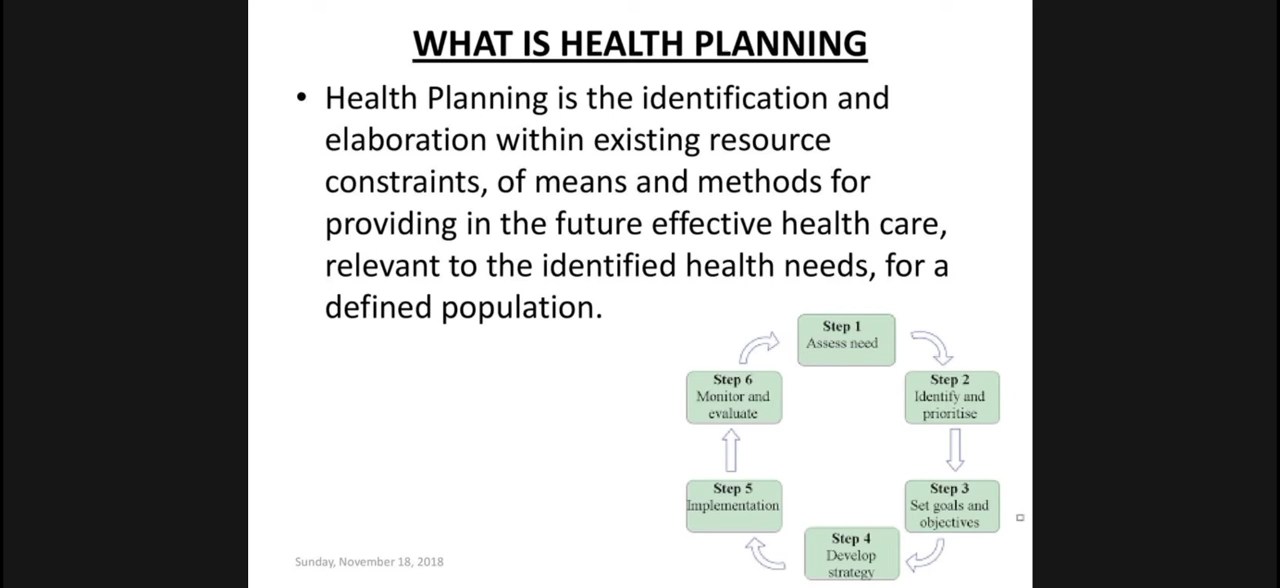 WHAT IS HEALTH PLANNING
• Health Planning is the identification and
elaboration within existing resource
constraints, of means and methods for
providing in the future effective health care,
relevant to the identified health needs, for a
defined population.
Step 1
Assess need
Step 2
Identify and
prioritise
Step 3
Set goals and
objectives
Step 4
Develop
strategy
Step 5
Implementation
Step 6
Monitor and
evaluate
Sunday, November 18, 2018